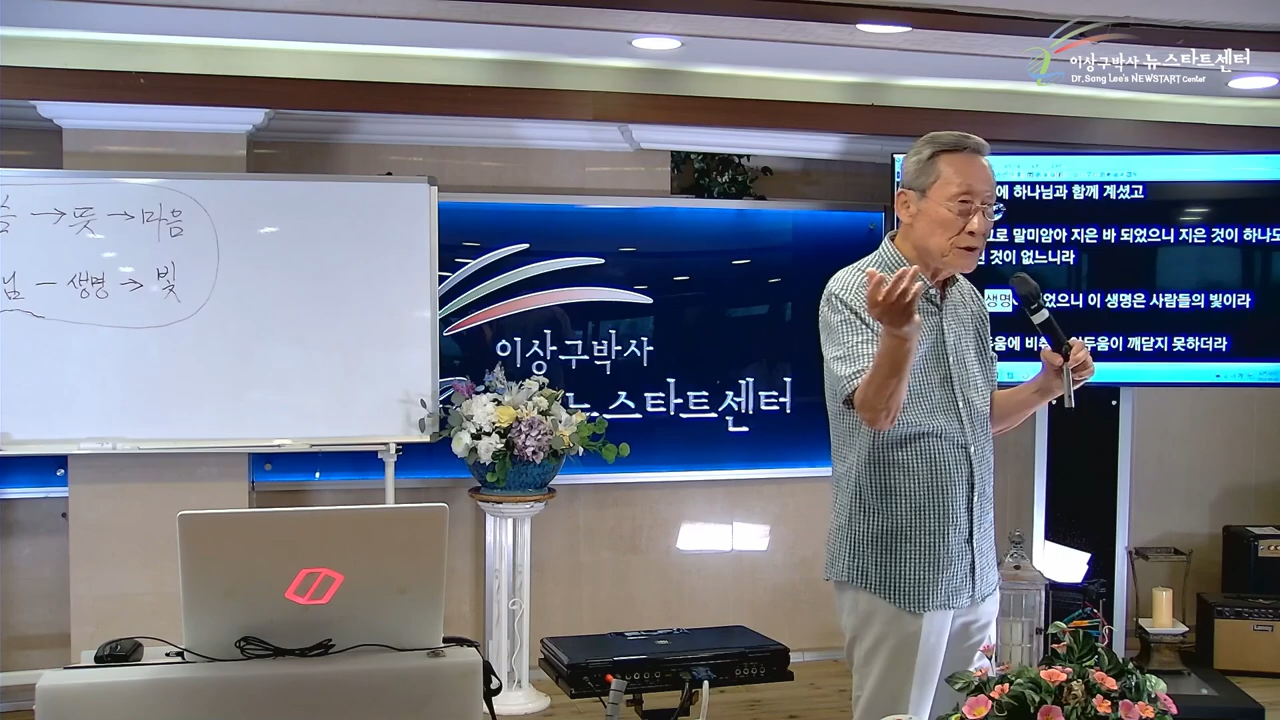 이상구박사 뉴스타트센터
Dr. Sang Lee's NEWSTART Center
→뜻→마음
님 - 생명 → 빛
이상구박사
뉴스타트센터
에 하나님과 함께 계셨고
로 말미암아 지은 바 되었으니 지은 것이 하나도
것이 없느니라
생명 었으니 이 생명은 사람들의 빛이라
움에 비 두움이 깨닫지 못하더라
Laney